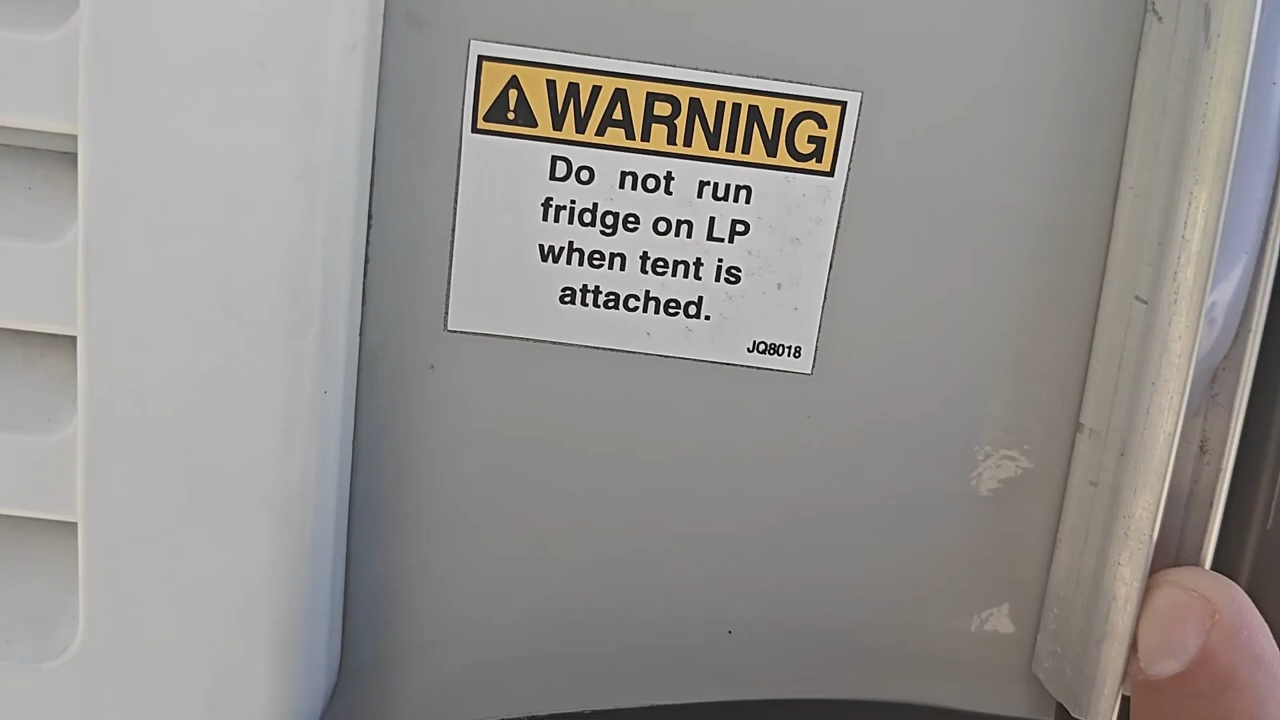 WARNING
Do not run
fridge on LP
when tent is
attached.
JQ8018